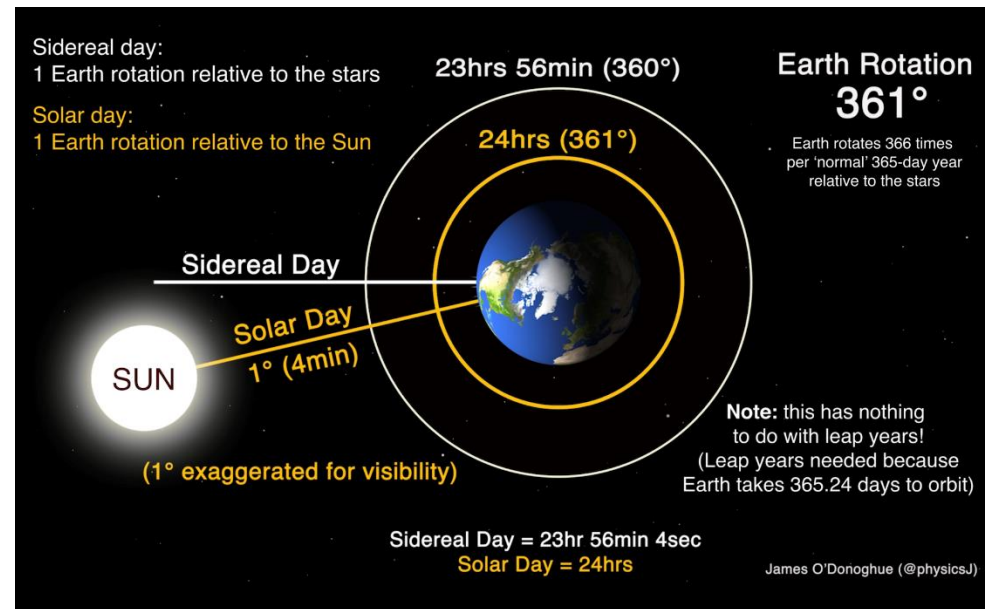 Sidereal day:
1 Earth rotation relative to the stars
Solar day:
1 Earth rotation relative to the Sun
23hrs 56min (360°)
24hrs (361°)
Earth Rotation
361°
Earth rotates 366 times
per ‘normal’ 365-day year
relative to the stars
Sidereal Day
Solar Day
1° (4min)
SUN
(1° exaggerated for visibility)
Note: this has nothing
to do with leap years!
(Leap years needed because
Earth takes 365.24 days to orbit)
Sidereal Day = 23hr 56min 4sec
Solar Day = 24hrs
James O’Donoghue (@physicsJ)